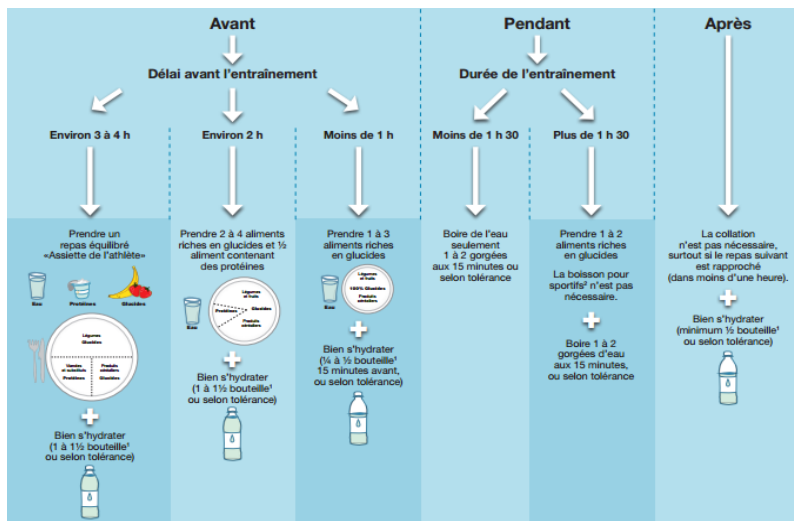 Avant
Pendant
Après
Délai avant l'entraînement
Durée de l'entraînement
Environ 3 à 4 h
Environ 2 h
Moins de 1 h
Moins de 1 h 30
Plus de 1 h 30
Prendre un
repas équilibré
«Assiette de l'athlète»
Eau
Protéines
Glucides
Légumes
Glucides
Viandes
et substituts
Protéines
Produits
céréaliers
Glucides
Bien s'hydrater
(1 à 1½ bouteille¹
ou selon tolérance)
Prendre 2 à 4 aliments
riches en glucides et ½
aliment contenant
des protéines
Eau
Légumes
et fruits
Protéines
Glucides
Produits
céréaliers
Bien s'hydrater
(1 à 1½ bouteille¹
ou selon tolérance)
Prendre 1 à 3
aliments riches
en glucides
Eau
Légumes
et fruits
100% Glucides
Produits
céréaliers
Bien s'hydrater
(¼ à ½ bouteille¹
15 minutes avant,
ou selon tolérance)
Boire de l'eau
seulement
1 à 2 gorgées
aux 15 minutes ou
selon tolérance
Prendre 1 à 2
aliments riches
en glucides
La boisson pour
sportifs² n'est pas
nécessaire.
Boire 1 à 2
gorgées d'eau
aux 15 minutes,
ou selon tolérance
La collation
n'est pas nécessaire,
surtout si le repas suivant
est rapproché
(dans moins d'une heure).
Bien s'hydrater
(minimum ½ bouteille¹
ou selon tolérance)